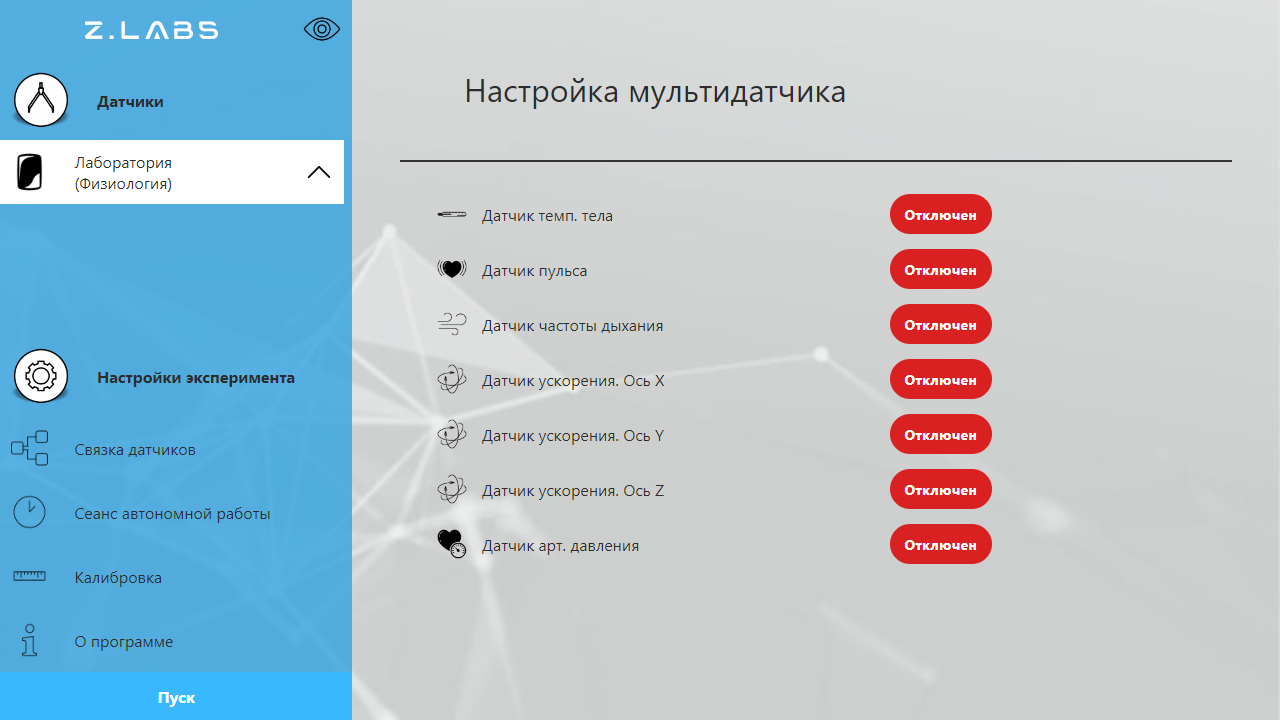 Z.LABS
Датчики
Лаборатория
(Физиология)
Настройки эксперимента
Связка датчиков
Сеанс автономной работы
Калибровка
О программе
Пуск
Настройка мультидатчика
Датчик темп. тела Отключен
Датчик пульса Отключен
Датчик частоты дыхания Отключен
Датчик ускорения. Ось X Отключен
Датчик ускорения. Ось Y Отключен
Датчик ускорения. Ось Z Отключен
Датчик арт. давления Отключен